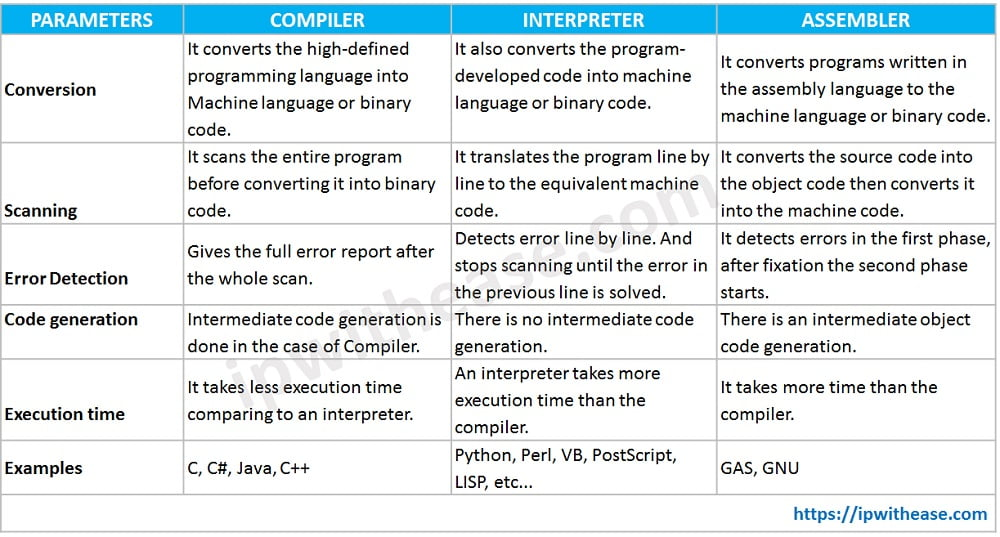 PARAMETERS COMPILER INTERPRETER ASSEMBLER
Conversion
It converts the high-defined
programming language into
Machine language or binary
code.
It also converts the program-
developed code into machine
language or binary code.
It converts programs written in
the assembly language to the
machine language or binary code.
Scanning
It scans the entire program
before converting it into binary
code.
It translates the program line by
line to the equivalent machine
code.
It converts the source code into
the object code then converts it
into the machine code.
Error Detection
Gives the full error report after
the whole scan.
Detects error line by line. And
stops scanning until the error in
the previous line is solved.
It detects errors in the first phase,
after fixation the second phase
starts.
Code generation
Intermediate code generation is
done in the case of Compiler.
There is no intermediate code
generation.
There is an intermediate object
code generation.
Execution time
It takes less execution time
comparing to an interpreter.
An interpreter takes more
execution time than the
compiler.
It takes more time than the
compiler.
Examples
C, C#, Java, C++
Python, Perl, VB, PostScript,
LISP, etc...
GAS, GNU
https://ipwithease.com
ipwithease.com